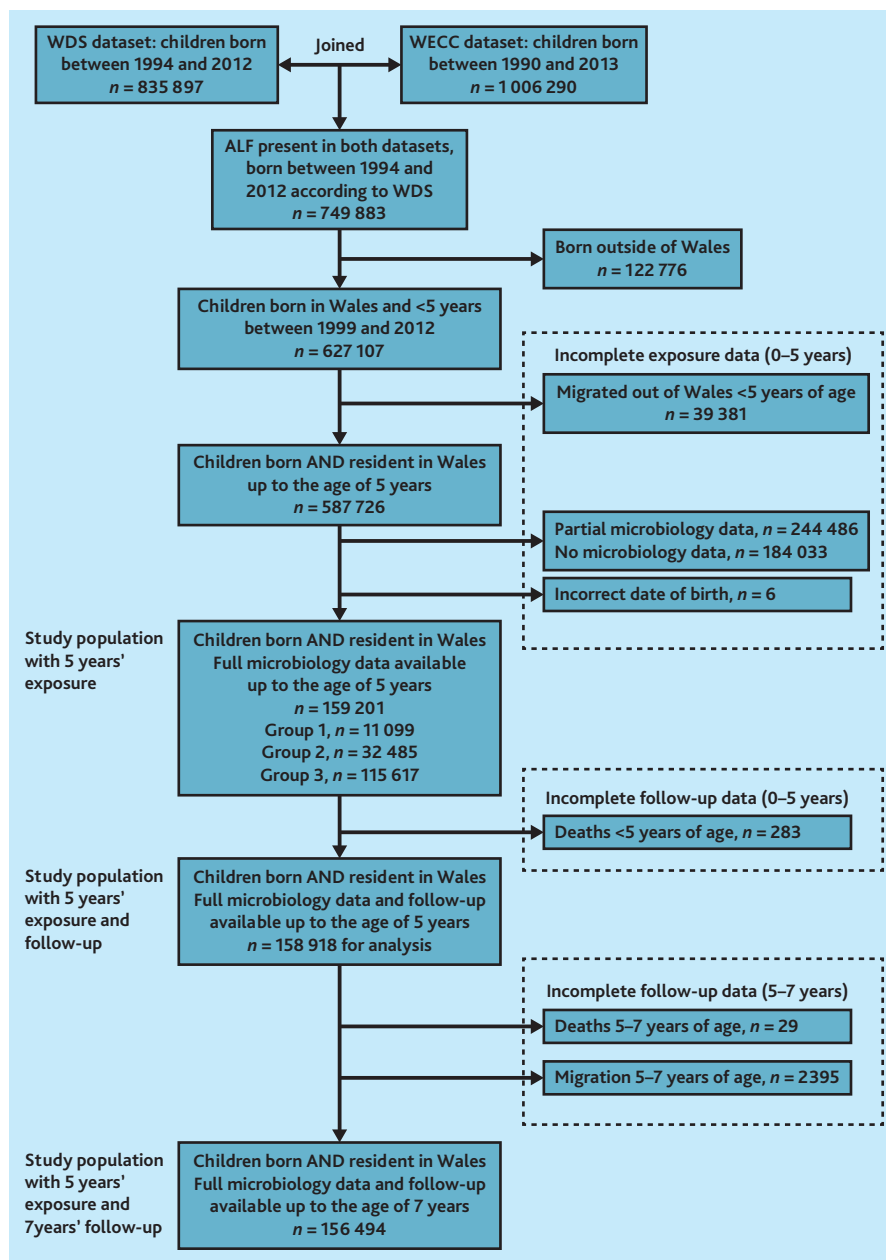 WDS dataset: children born
between 1994 and 2012
n = 835 897
Joined
WECC dataset: children born
between 1990 and 2013
n = 1 006 290
ALF present in both datasets,
born between 1994 and
2012 according to WDS
n = 749 883
Born outside of Wales
n = 122 776
Children born in Wales and <5 years
between 1999 and 2012
n = 627 107
Incomplete exposure data (0–5 years)
Migrated out of Wales <5 years of age
n = 39 381
Children born AND resident in Wales
up to the age of 5 years
n = 587 726
Partial microbiology data, n = 244 486
No microbiology data, n = 184 033
Incorrect date of birth, n = 6
Study population
with 5 years'
exposure
Children born AND resident in Wales
Full microbiology data available
up to the age of 5 years
n = 159 201
Group 1, n = 11 099
Group 2, n = 32 485
Group 3, n = 115 617
Incomplete follow-up data (0–5 years)
Deaths <5 years of age, n = 283
Study population
with 5 years'
exposure and
follow-up
Children born AND resident in Wales
Full microbiology data and follow-up
available up to the age of 5 years
n = 158 918 for analysis
Incomplete follow-up data (5–7 years)
Deaths 5–7 years of age, n = 29
Migration 5–7 years of age, n = 2395
Study population
with 5 years'
exposure and
7years' follow-up
Children born AND resident in Wales
Full microbiology data and follow-up
available up to the age of 7 years
n = 156 494